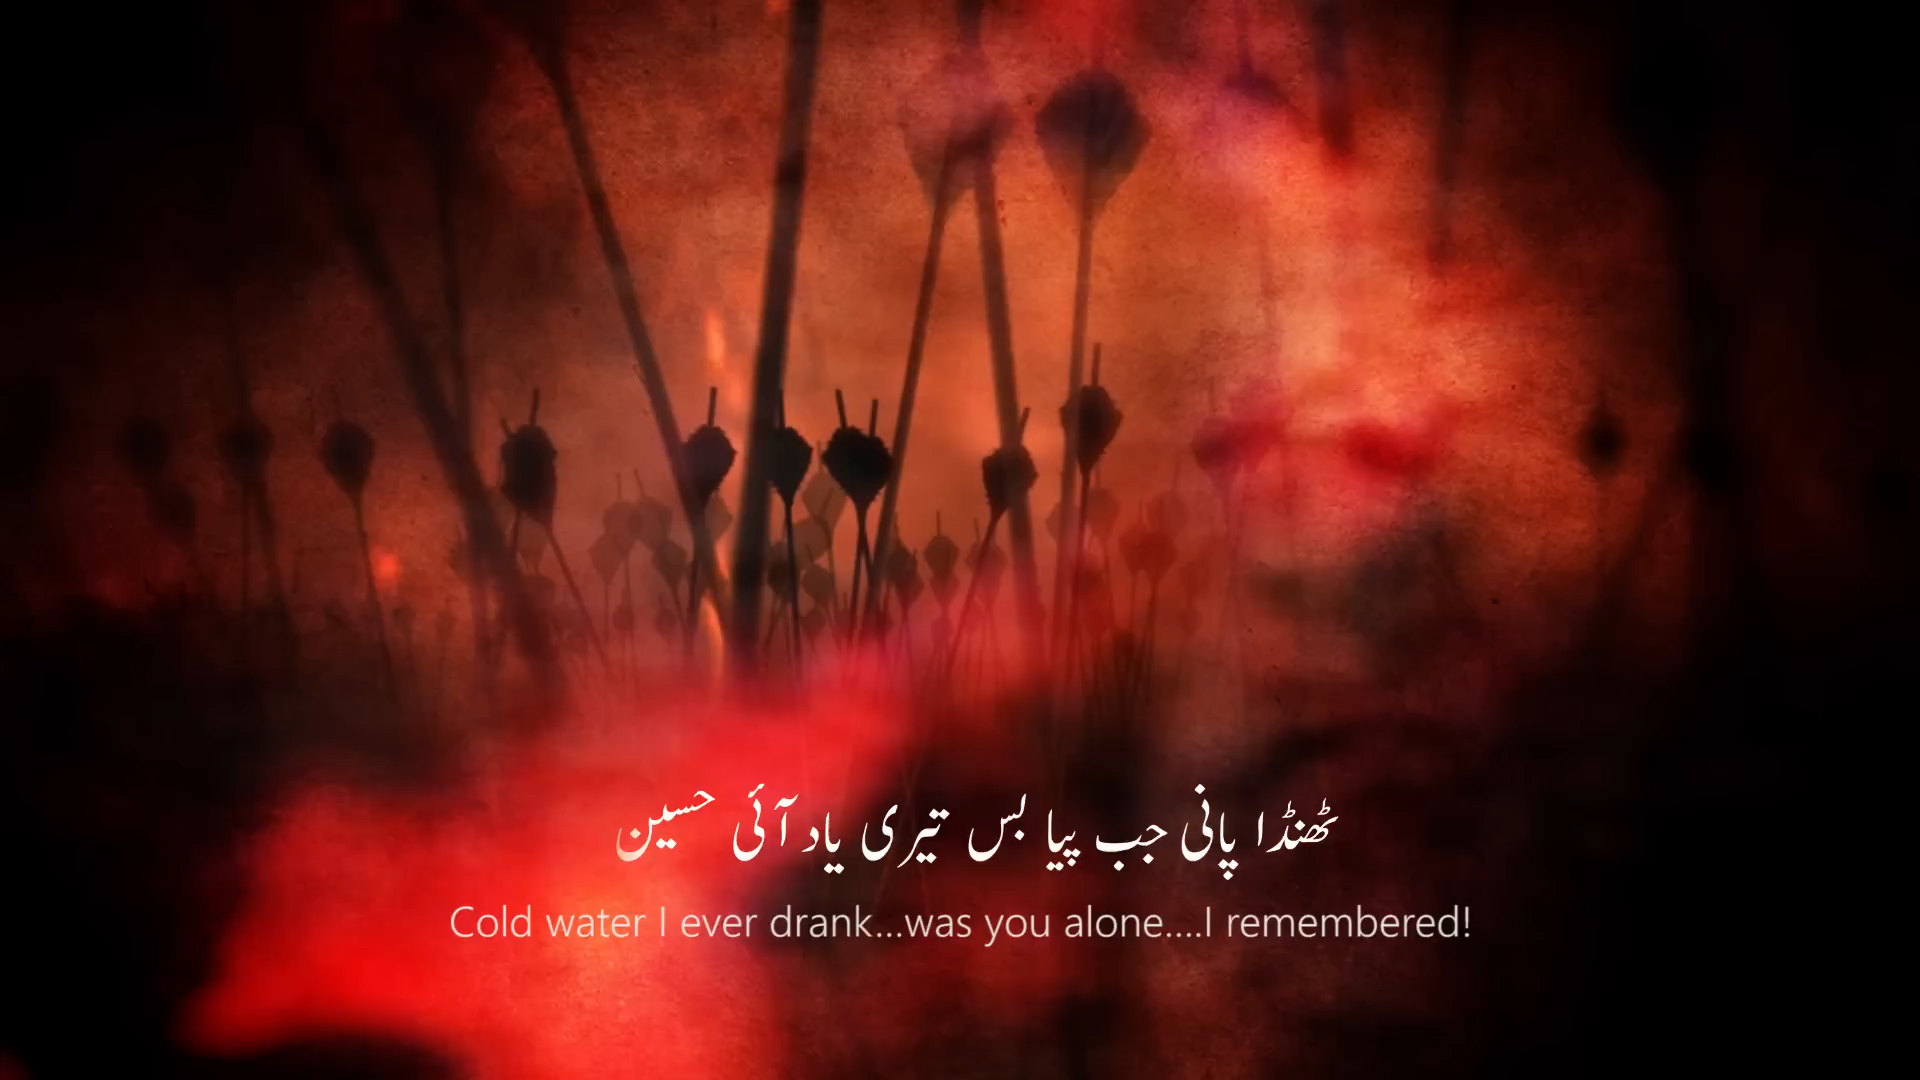 ٹھنڈا پانی جب پیا بس تیری یاد آئی حسین
Cold water I ever drank...was you alone....I remembered!